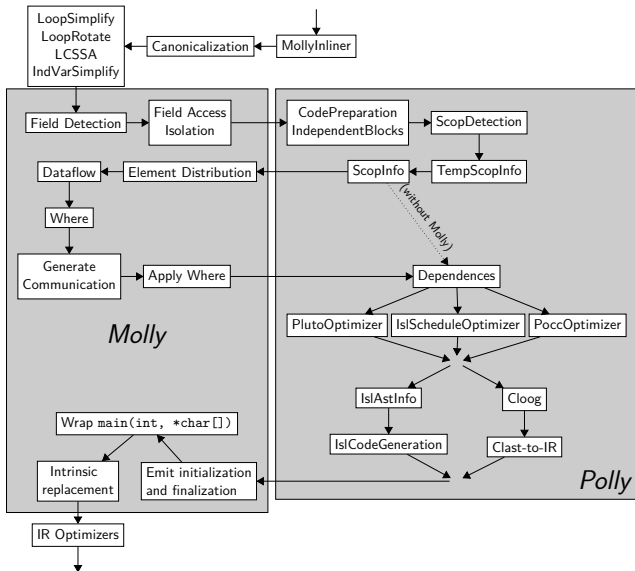 LoopSimplify
LoopRotate
LCSSA
IndVarSimplify
Canonicalization
MollyInliner
Field Detection
Field Access
Isolation
CodePreparation
IndependentBlocks
ScopDetection
Dataflow
Element Distribution
ScopInfo
TempScopInfo
(without Molly)
Where
Generate
Communication
Apply Where
Dependences
Molly
PlutoOptimizer
IslScheduleOptimizer
PoccOptimizer
IslAstInfo
Cloog
Wrap main(int, *char[])
IslCodeGeneration
Clast-to-IR
Intrinsic
replacement
Emit initialization
and finalization
Polly
IR Optimizers